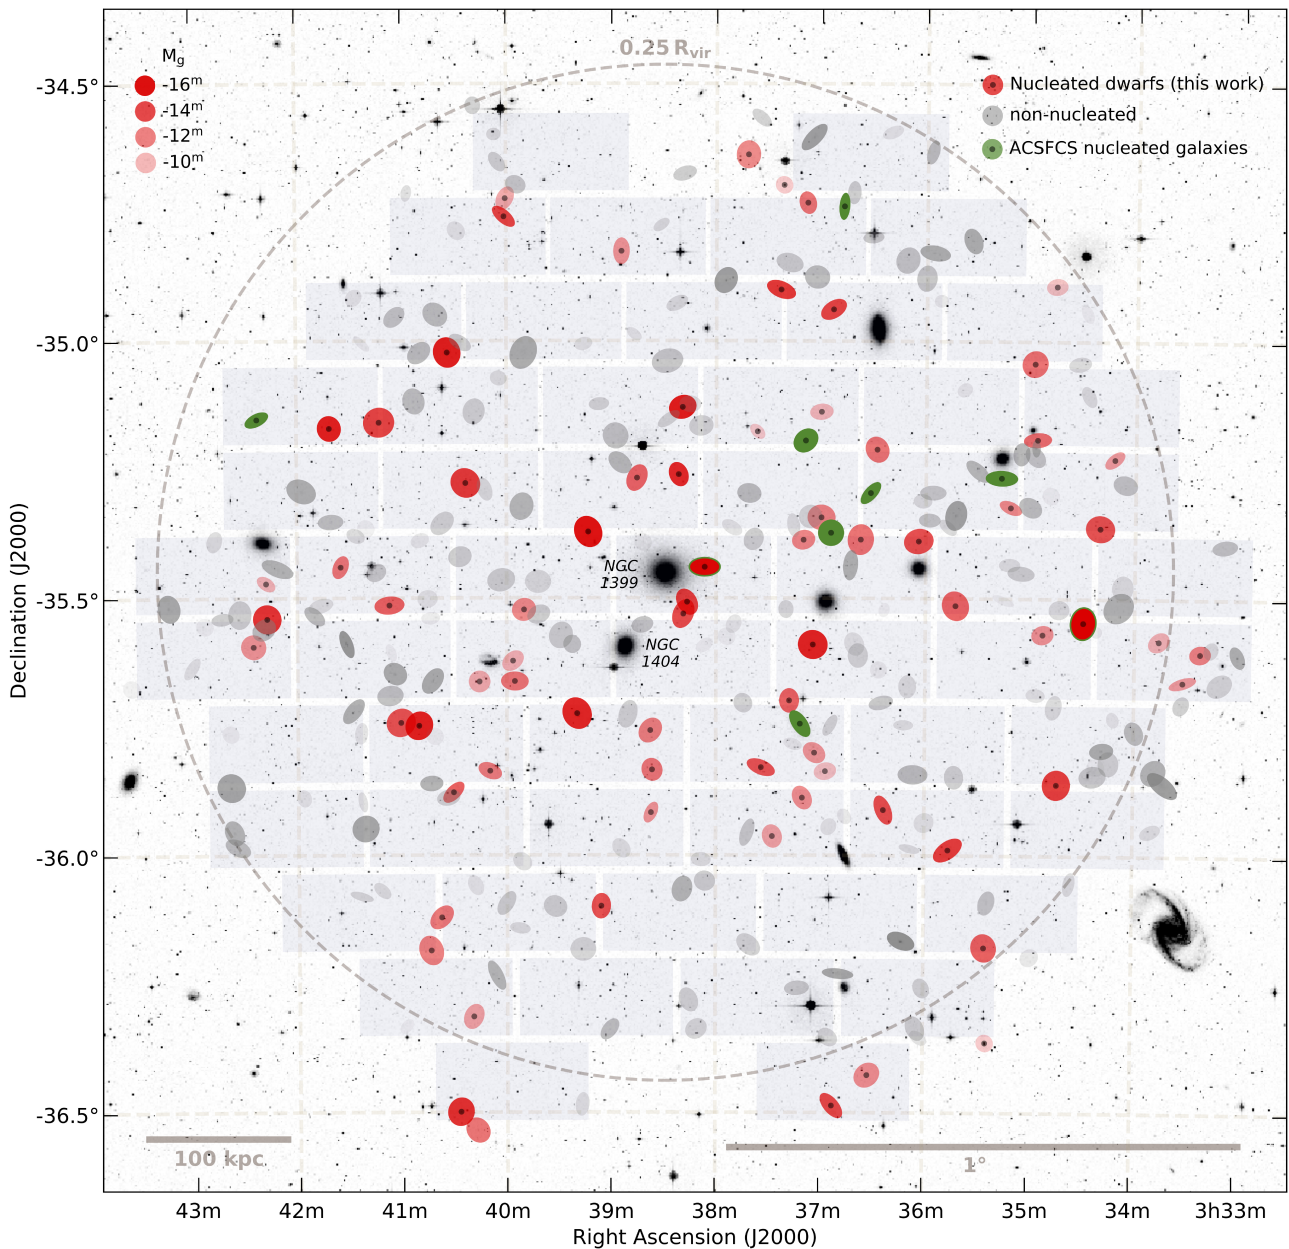 0.25 Rvir
Mg
-16m
-14m
-12m
-10m
Nucleated dwarfs (this work)
non-nucleated
ACSFCS nucleated galaxies
-34.5°
-35.0°
-35.5°
-36.0°
-36.5°
Declination (J2000)
NGC
1399
NGC
1404
100 kpc
1°
43m
42m
41m
40m
39m
38m
37m
36m
35m
34m
3h33m
Right Ascension (J2000)